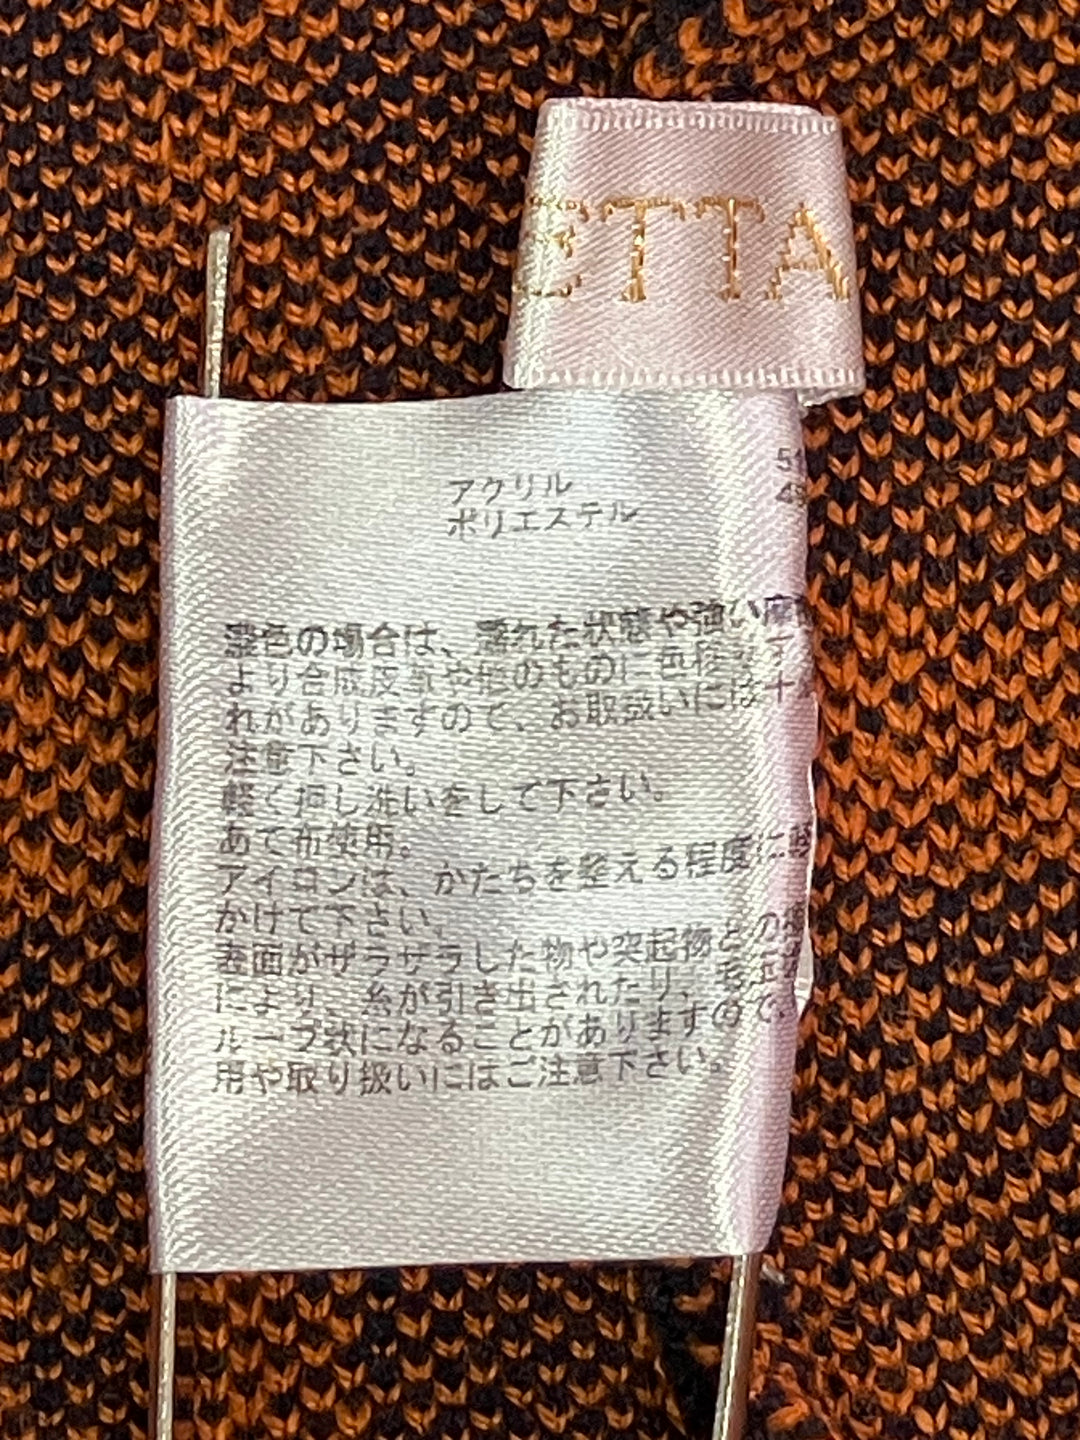 ETTA
アクリル 5
ポリエステル 4
濃色の場合は、濡れた状態や強い摩
より合成皮革や他のものに色移
れがありますので、お取扱いには十
注意下さい。
軽く押し洗いをして下さい。
あて布使用。
アイロンは、かたちを整える程度に
かけて下さい。
表面がザラザラした物や突起物との
により、糸が引き出されたり、毛
ループ状になることがありますので、
用や取り扱いにはご注意下さい。